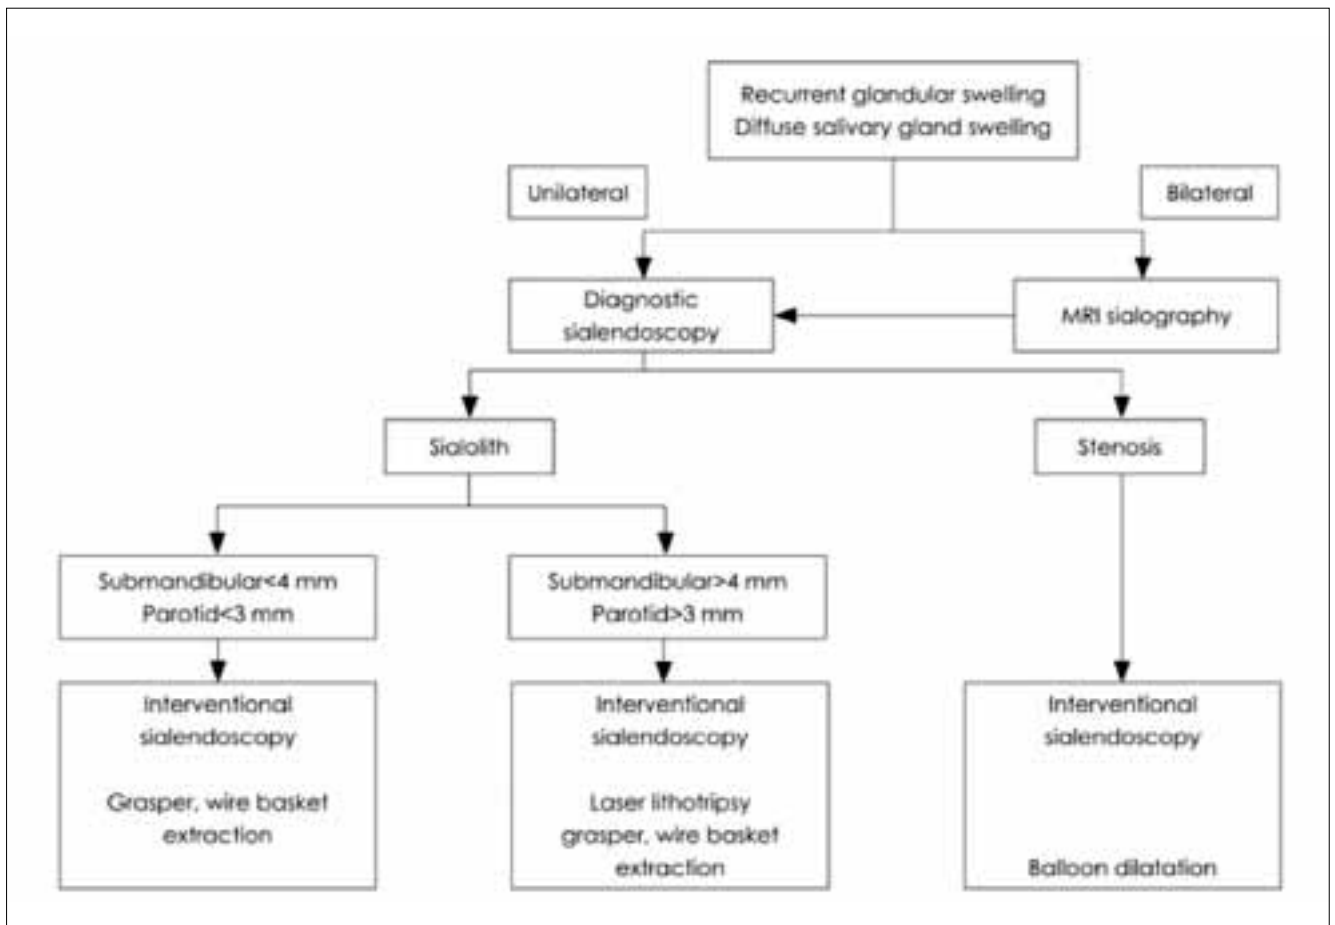 Recurrent glandular swelling
Diffuse salivary gland swelling
Unilateral
Bilateral
Diagnostic
sialendoscopy
MRI sialography
Sialolith
Stenosis
Submandibular<4 mm
Parotid<3 mm
Submandibular>4 mm
Parotid>3 mm
Interventional
sialendoscopy
Grasper, wire basket
extraction
Interventional
sialendoscopy
Laser lithotripsy
grasper, wire basket
extraction
Interventional
sialendoscopy
Balloon dilatation